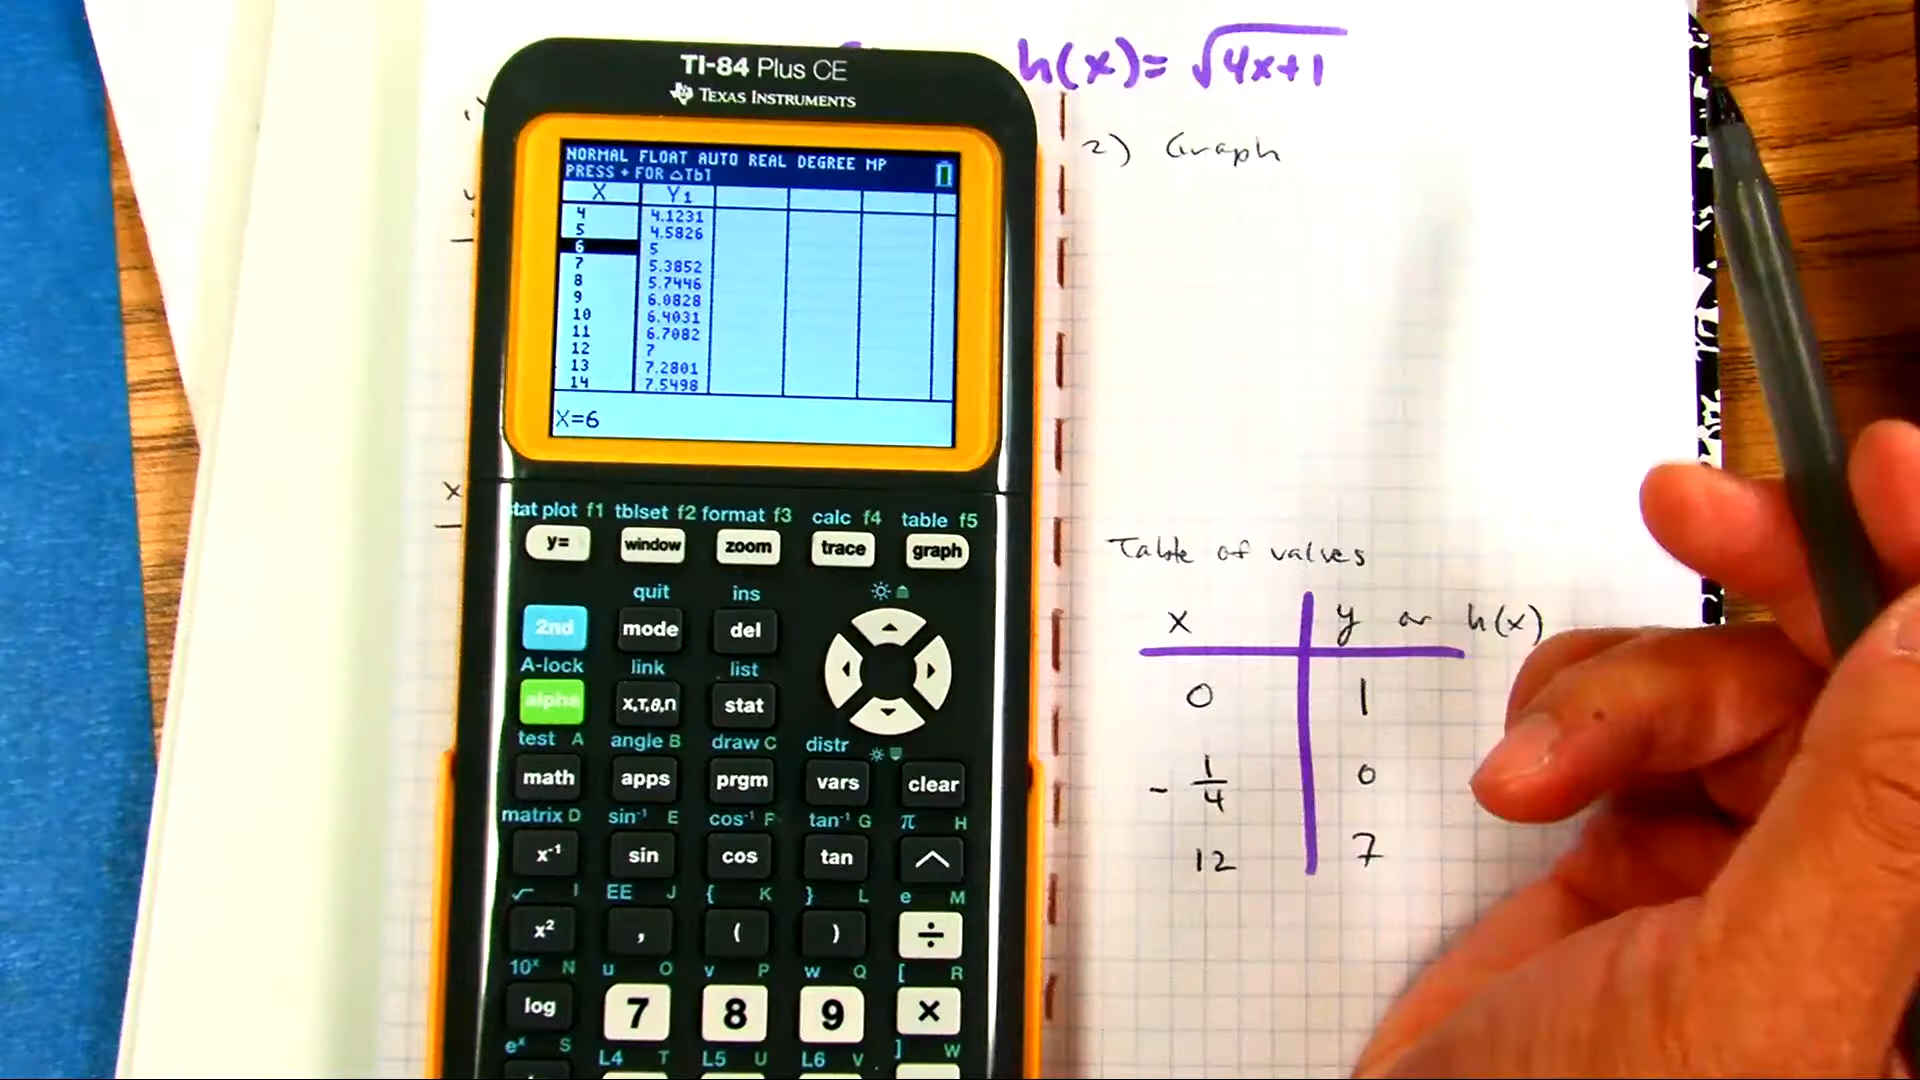 h(x)= √4x+1
2) Graph
TI-84 Plus CE
TEXAS INSTRUMENTS
NORMAL FLOAT AUTO REAL DEGREE MP
PRESS + FOR △Tbl
X Y1
4 4.1231
5 4.5826
6 5
7 5.3852
8 5.7446
9 6.0828
10 6.4031
11 6.7082
12 7
13 7.2801
14 7.5498
X=6
x
tat plot f1 tblset f2 format f3 calc f4 table f5
y= window zoom trace graph
quit ins
2nd mode del
A-lock link list
alpha x,T,θ,n stat
test A angle B draw C distr
math apps prgm vars clear
matrix D sin⁻¹ E cos⁻¹ F tan⁻¹ G π H
x⁻¹ sin cos tan ^
√ I EE J { K } L e M
x² , ( ) ÷
10ˣ N u O v P w Q [ R
log 7 8 9 ×
eˣ S L4 T L5 U L6 V ] W
Table of values
x y or h(x)
0 1
- 1/4 0
12 7